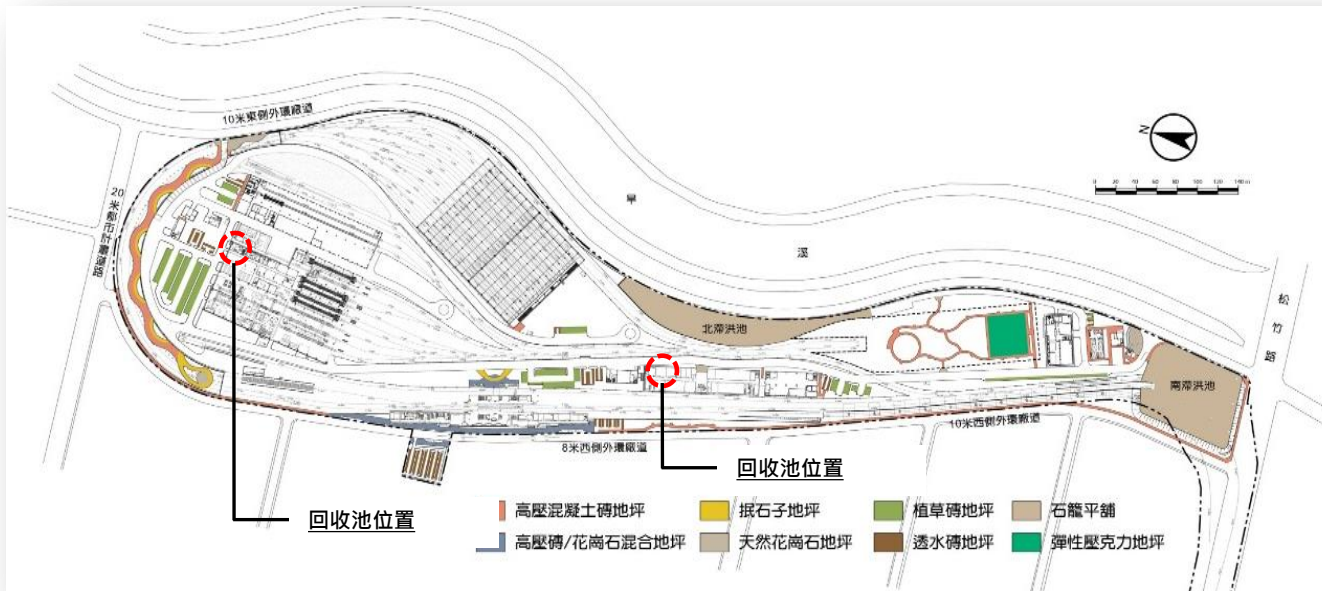 10米東側外環廠道
N
20米都市計畫道路
旱
溪
松
竹
路
北滯洪池
南滯洪池
10米西側外環廠道
8米西側外環廠道
回收池位置
回收池位置
高壓混凝土磚地坪
抿石子地坪
植草磚地坪
石籠平舖
高壓磚/花崗石混合地坪
天然花崗石地坪
透水磚地坪
彈性壓克力地坪